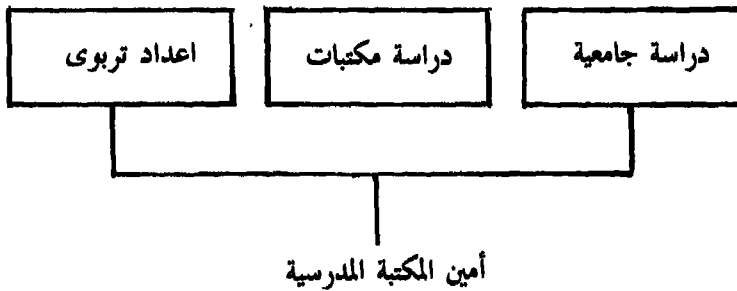 دراسة جامعية
دراسة مكتبات
اعداد تربوى
أمين المكتبة المدرسية